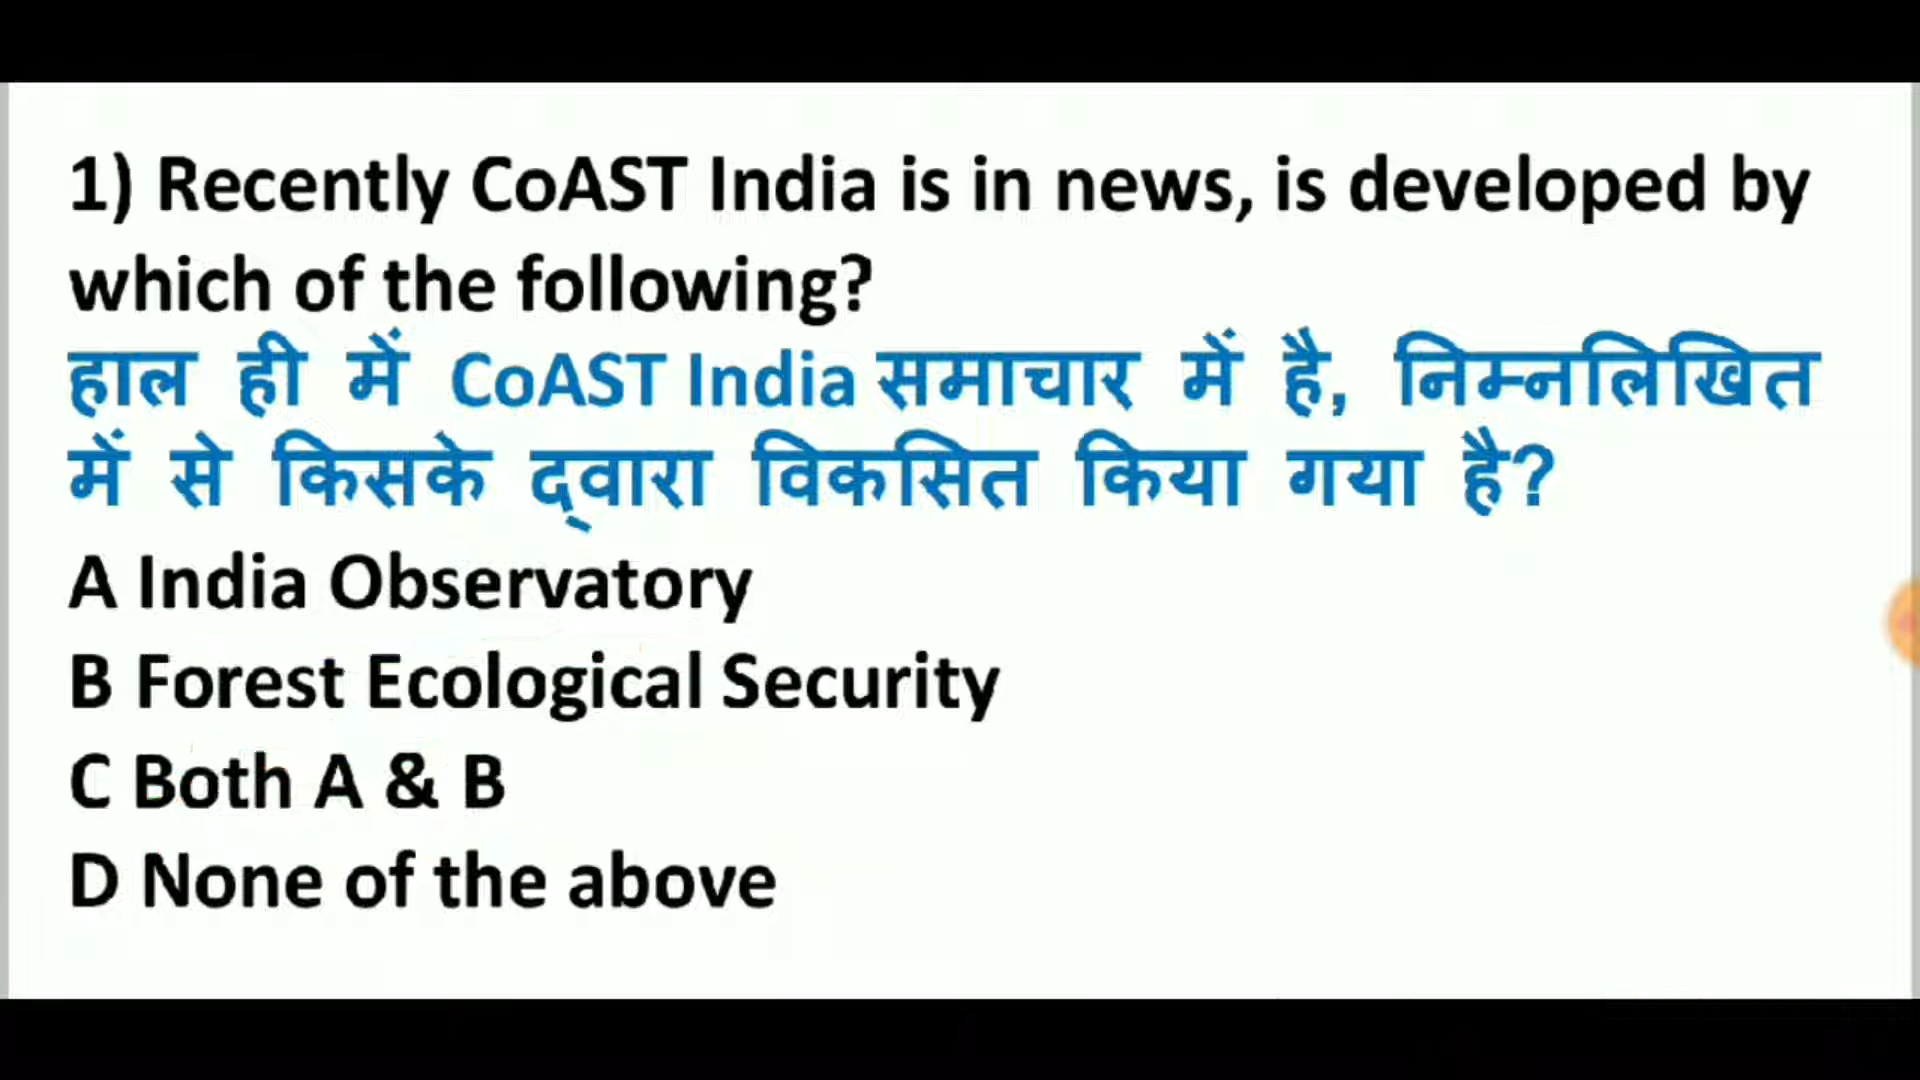 1) Recently CoAST India is in news, is developed by
which of the following?
हाल ही में CoAST India समाचार में है, निम्नलिखित
में से किसके द्वारा विकसित किया गया है?
A India Observatory
B Forest Ecological Security
C Both A & B
D None of the above